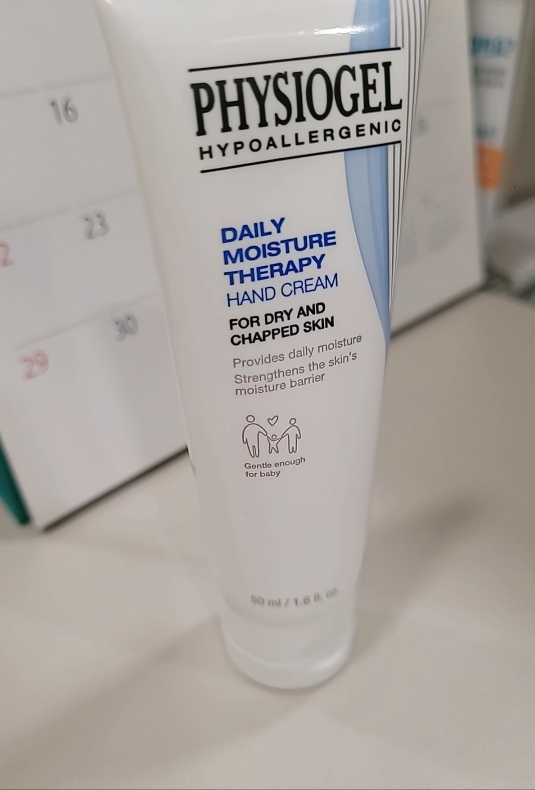 PHYSIOGEL
HYPOALLERGENIC
DAILY
MOISTURE
THERAPY
HAND CREAM
FOR DRY AND
CHAPPED SKIN
Provides daily moisture
Strengthens the skin's
moisture barrier
Gentle enough
for baby
50 ml / 1.6 fl. oz.
16
23
30
29